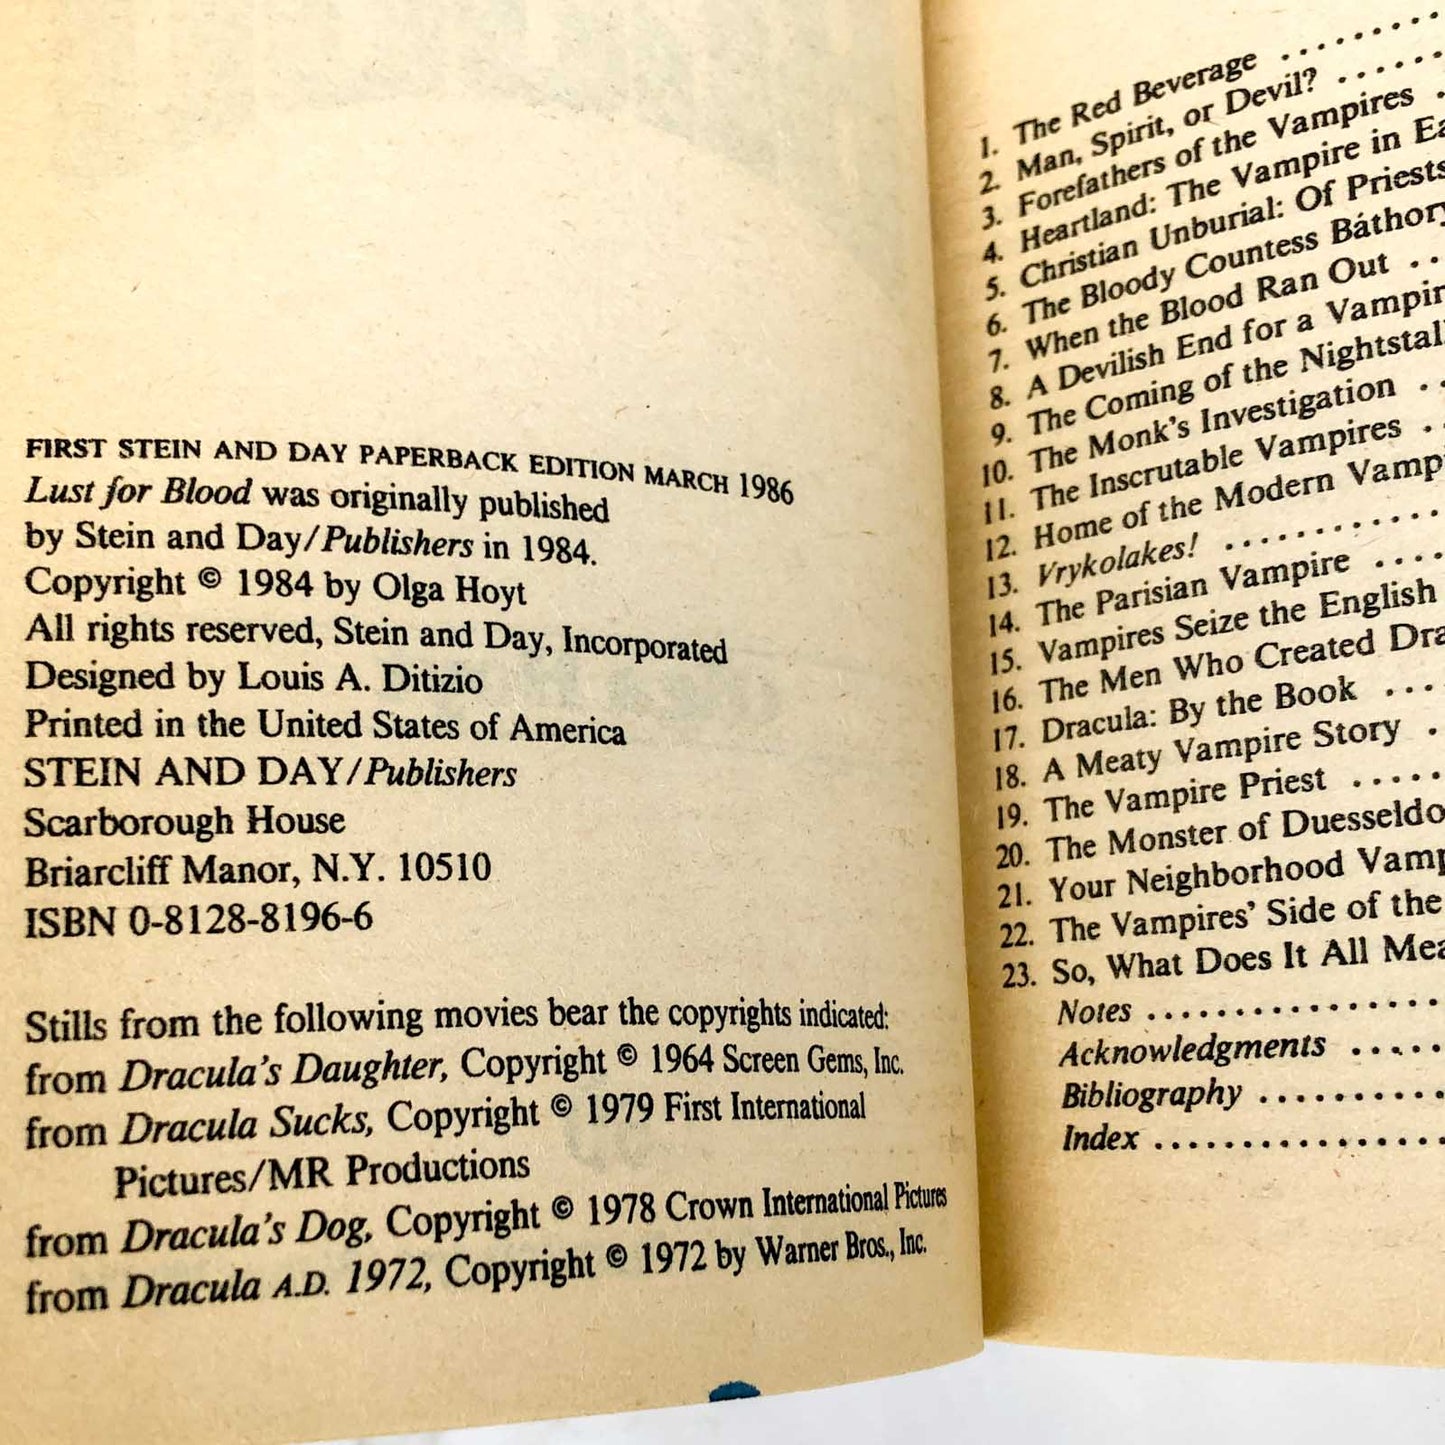 FIRST STEIN AND DAY PAPERBACK EDITION MARCH 1986
Lust for Blood was originally published
by Stein and Day/Publishers in 1984.
Copyright © 1984 by Olga Hoyt
All rights reserved, Stein and Day, Incorporated
Designed by Louis A. Ditizio
Printed in the United States of America
STEIN AND DAY/Publishers
Scarborough House
Briarcliff Manor, N.Y. 10510
ISBN 0-8128-8196-6
Stills from the following movies bear the copyrights indicated:
from Dracula's Daughter, Copyright © 1964 Screen Gems, Inc.
from Dracula Sucks, Copyright © 1979 First International
Pictures/MR Productions
from Dracula's Dog, Copyright © 1978 Crown International Pictures
from Dracula A.D. 1972, Copyright © 1972 by Warner Bros., Inc.
1. The Red Beverage
2. Man, Spirit, or Devil?
3. Forefathers of the Vampires
4. Heartland: The Vampire in
5. Christian Unburial: Of Priests
6. The Bloody Countess Báthory
7. When the Blood Ran Out
8. A Devilish End for a
9. The Coming of the
10. The Monk's Investigation
11. The Inscrutable Vampires
12. Home of the Modern
13. Vrykolakes!
14. The Parisian Vampire
15. Vampires Seize the English
16. The Men Who Created
17. Dracula: By the Book
18. A Meaty Vampire Story
19. The Vampire Priest
20. The Monster of
21. Your Neighborhood
22. The Vampires' Side of the
23. So, What Does It All
Notes
Acknowledgments
Bibliography
Index